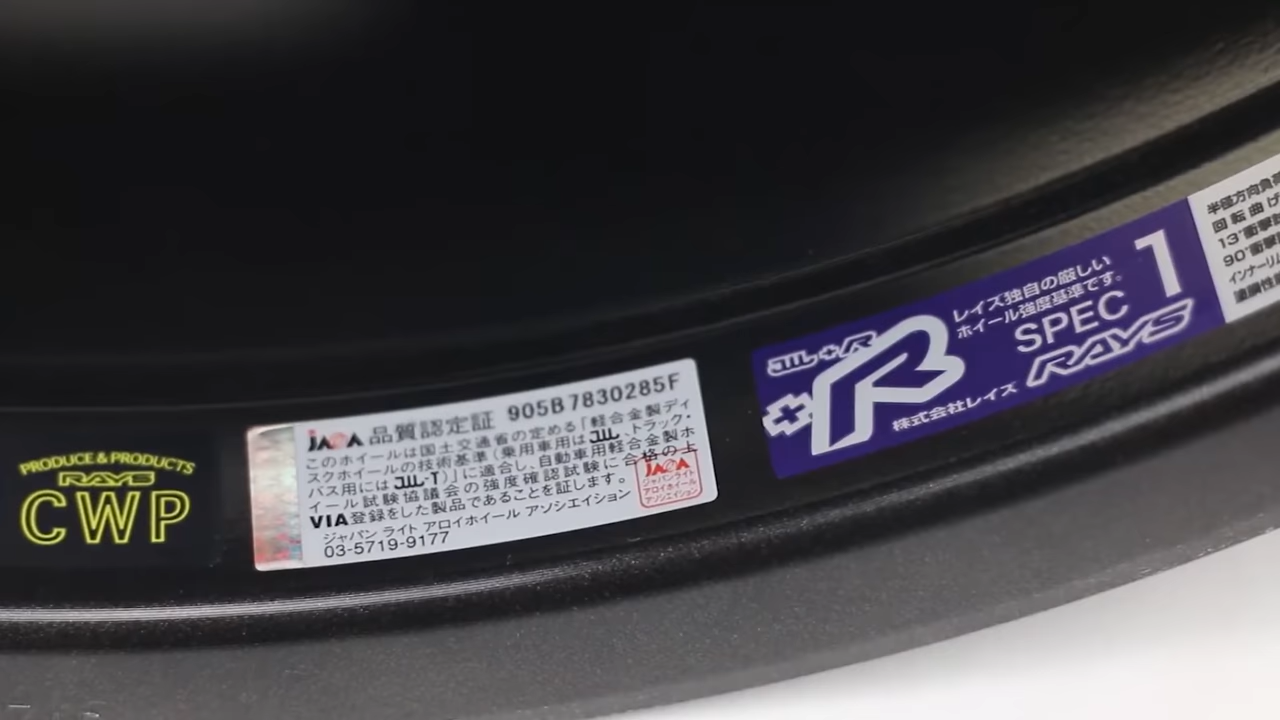 PRODUCE & PRODUCTS
RAYS
CWP
JAWA 品質認定証 905B7830285F
このホイールは国土交通省の定める「軽合金製ディ
スクホイールの技術基準(乗用車用はJWL、トラック・
バス用にはJWL-T)」に適合し、自動車用軽合金製ホ
イール試験協議会の強度確認試験に合格の上
VIA登録をした製品であることを証します。
ジャパン ライト アロイホイール アソシエイション
03-5719-9177
JAWA
ジャパンライト
アロイホイール
アソシエイション
JWL+R
+R
レイズ独自の厳しい
ホイール強度基準です。
SPEC 1
株式会社レイズ RAYS
半径方向負荷
回転曲げ
13°衝撃
90°衝撃
インナーリム
塗膜性能